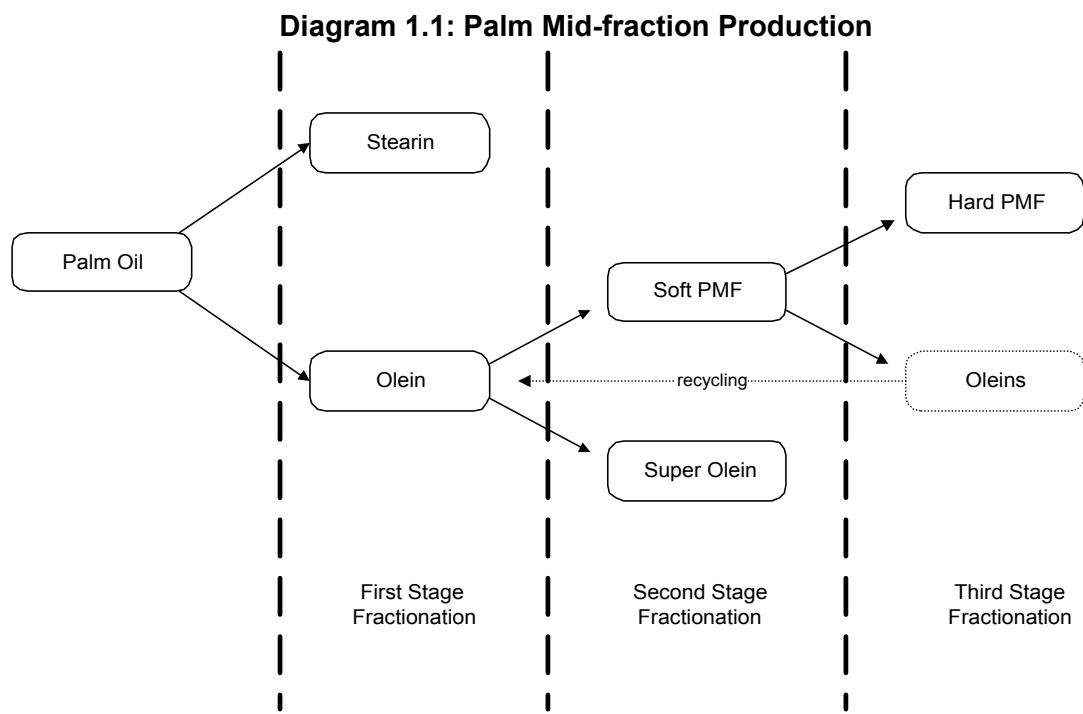 Diagram 1.1: Palm Mid-fraction Production
Stearin
Hard PMF
Palm Oil
Soft PMF
Olein
recycling
Oleins
Super Olein
First Stage
Fractionation
Second Stage
Fractionation
Third Stage
Fractionation